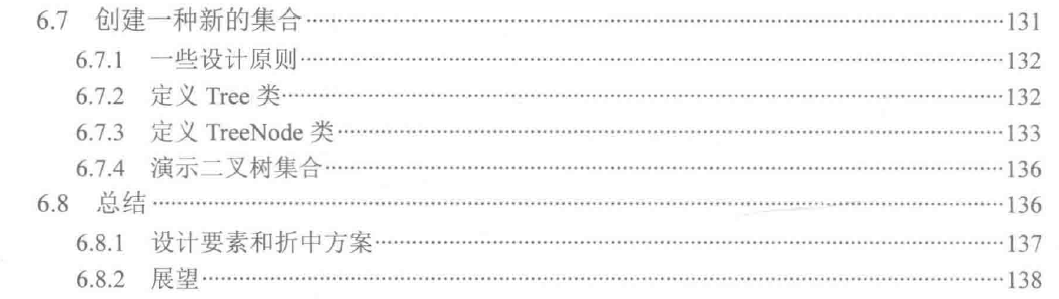 6.7 创建一种新的集合……131
6.7.1 一些设计原则……132
6.7.2 定义 Tree 类……132
6.7.3 定义 TreeNode 类……133
6.7.4 演示二叉树集合……136
6.8 总结……136
6.8.1 设计要素和折中方案……137
6.8.2 展望……138